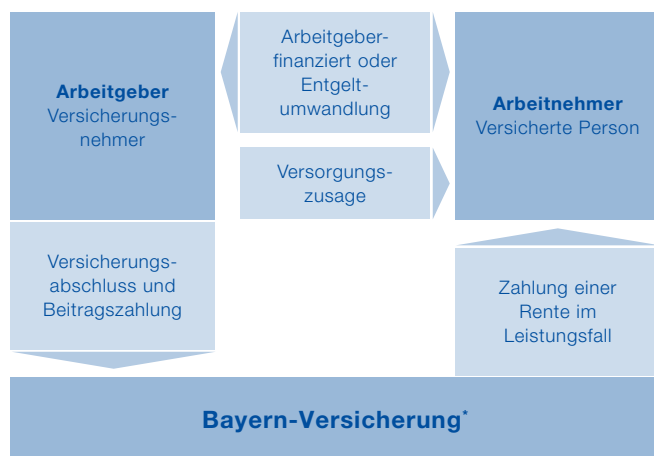 Arbeitgeber
Versicherungs-
nehmer
Arbeitgeber-
finanziert oder
Entgelt-
umwandlung
Arbeitnehmer
Versicherte Person
Versorgungs-
zusage
Versicherungs-
abschluss und
Beitragszahlung
Zahlung einer
Rente im
Leistungsfall
Bayern-Versicherung*